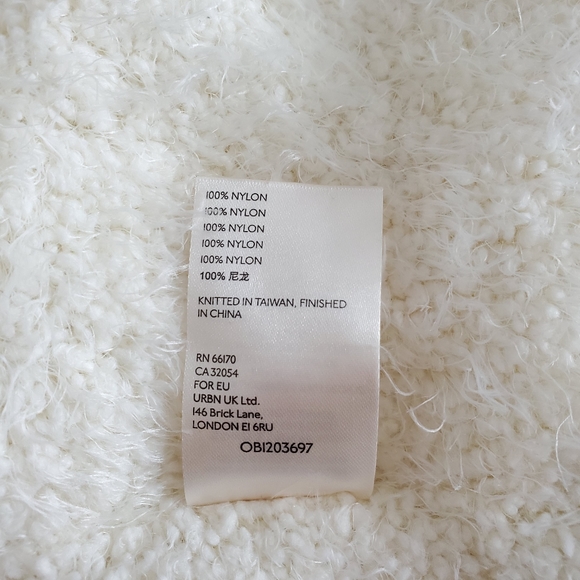 100% NYLON
100% NYLON
100% NYLON
100% NYLON
100% NYLON
100% 尼龙
KNITTED IN TAIWAN, FINISHED
IN CHINA
RN 66170
CA 32054
FOR EU
URBN UK Ltd.
146 Brick Lane,
LONDON E1 6RU
OB1203697